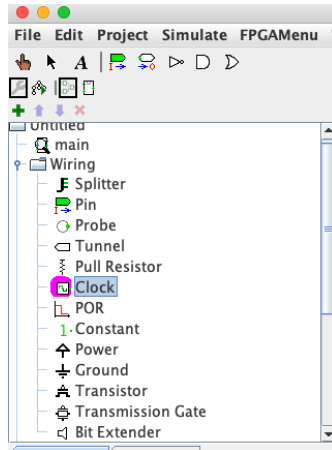 File Edit Project Simulate FPGAMenu
A
Untitled
main
Wiring
Splitter
Pin
Probe
Tunnel
Pull Resistor
Clock
POR
1 Constant
Power
Ground
Transistor
Transmission Gate
Bit Extender